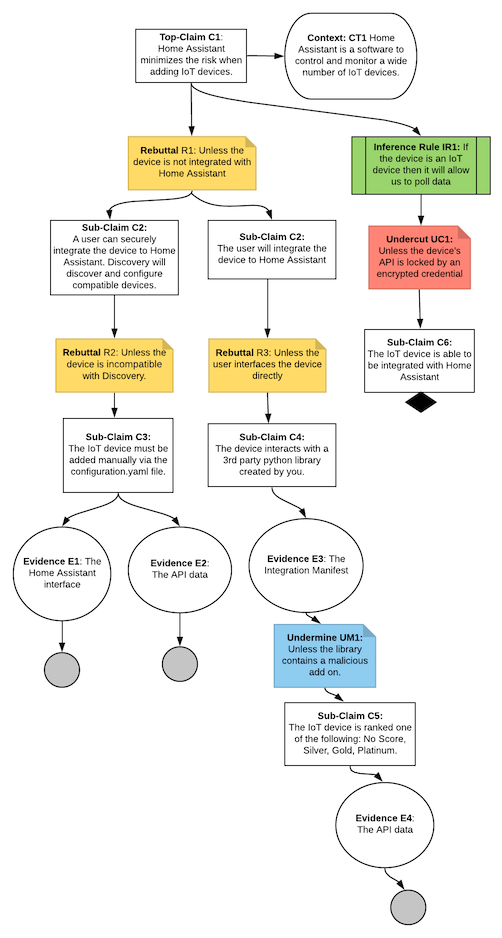 Top-Claim C1:
Home Assistant
minimizes the risk when
adding IoT devices.
Context: CT1 Home
Assistant is a software to
control and monitor a wide
number of IoT devices.
Rebuttal R1: Unless the
device is not integrated with
Home Assistant
Inference Rule IR1: If
the device is an IoT
device then it will allow
us to poll data
Sub-Claim C2:
A user can securely
integrate the device to Home
Assistant. Discovery will
discover and configure
compatible devices.
Sub-Claim C2:
The user will integrate the
device to Home Assistant
Undercut UC1:
Unless the device's
API is locked by an
encrypted credential
Rebuttal R2: Unless the
device is incompatible
with Discovery.
Rebuttal R3: Unless the
user interfaces the device
directly
Sub-Claim C6:
The IoT device is able to
be integrated with Home
Assistant
Sub-Claim C3:
The IoT device must be
added manually via the
configuration.yaml file.
Sub-Claim C4:
The device interacts with a
3rd party python library
created by you.
Evidence E1: The
Home Assistant
interface
Evidence E2:
The API data
Evidence E3: The
Integration Manifest
Undermine UM1:
Unless the library
contains a malicious
add on.
Sub-Claim C5:
The IoT device is ranked one
of the following: No Score,
Silver, Gold, Platinum.
Evidence E4:
The API data